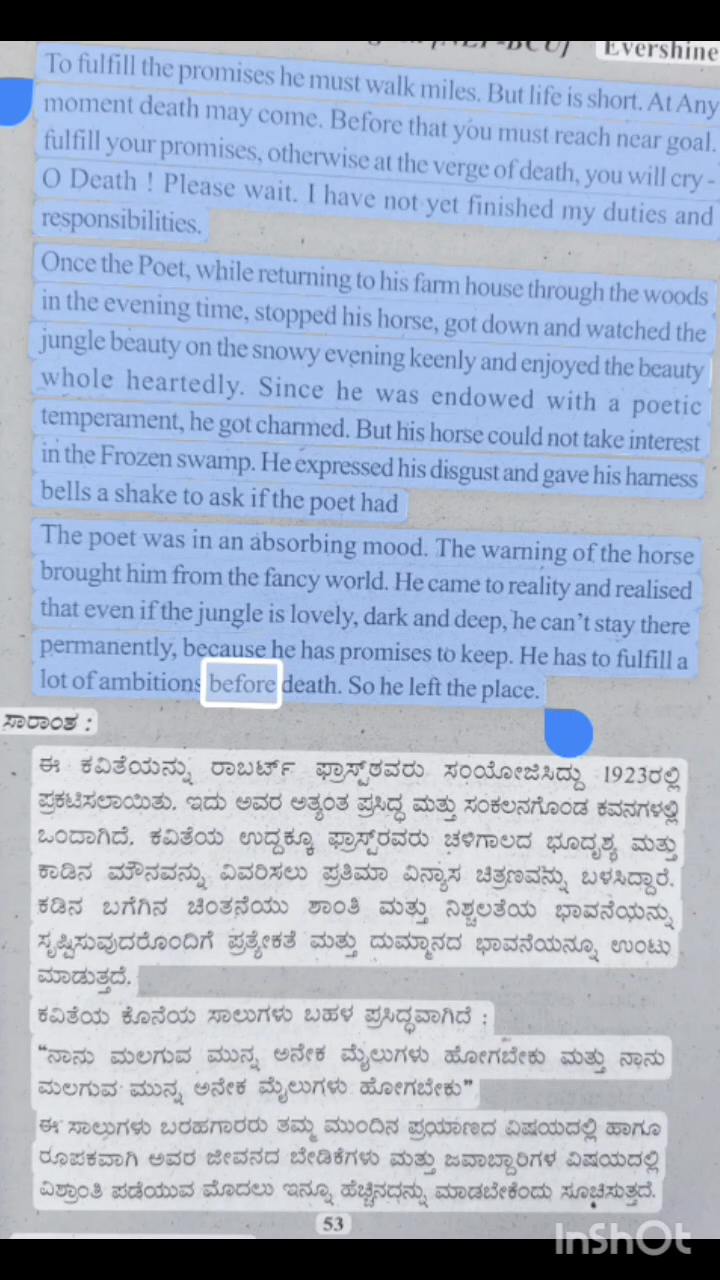 [NEP-BCU] Evershine
To fulfill the promises he must walk miles. But life is short. At Any
moment death may come. Before that you must reach near goal.
fulfill your promises, otherwise at the verge of death, you will cry -
O Death ! Please wait. I have not yet finished my duties and
responsibilities.
Once the Poet, while returning to his farm house through the woods
in the evening time, stopped his horse, got down and watched the
jungle beauty on the snowy evening keenly and enjoyed the beauty
whole heartedly. Since he was endowed with a poetic
temperament, he got charmed. But his horse could not take interest
in the Frozen swamp. He expressed his disgust and gave his harness
bells a shake to ask if the poet had
The poet was in an absorbing mood. The warning of the horse
brought him from the fancy world. He came to reality and realised
that even if the jungle is lovely, dark and deep, he can't stay there
permanently, because he has promises to keep. He has to fulfill a
lot of ambitions before death. So he left the place.
ಸಾರಾಂಶ :
ಈ ಕವಿತೆಯನ್ನು ರಾಬರ್ಟ್ ಫ್ರಾಸ್ಟ್‌ರವರು ಸಂಯೋಜಿಸಿದ್ದು 1923ರಲ್ಲಿ
ಪ್ರಕಟಿಸಲಾಯಿತು. ಇದು ಅವರ ಅತ್ಯಂತ ಪ್ರಸಿದ್ಧ ಮತ್ತು ಸಂಕಲನಗೊಂಡ ಕವನಗಳಲ್ಲಿ
ಒಂದಾಗಿದೆ. ಕವಿತೆಯ ಉದ್ದಕ್ಕೂ ಫ್ರಾಸ್ಟ್‌ರವರು ಚಳಿಗಾಲದ ಭೂದೃಶ್ಯ ಮತ್ತು
ಕಾಡಿನ ಮೌನವನ್ನು ವಿವರಿಸಲು ಪ್ರತಿಮಾ ವಿನ್ಯಾಸ ಚಿತ್ರಣವನ್ನು ಬಳಸಿದ್ದಾರೆ.
ಕಡಿನ ಬಗೆಗಿನ ಚಿಂತನೆಯು ಶಾಂತಿ ಮತ್ತು ನಿಶ್ಚಲತೆಯ ಭಾವನೆಯನ್ನು
ಸೃಷ್ಟಿಸುವುದರೊಂದಿಗೆ ಪ್ರತ್ಯೇಕತೆ ಮತ್ತು ದುಮ್ಮಾನದ ಭಾವನೆಯನ್ನೂ ಉಂಟು
ಮಾಡುತ್ತದೆ.
ಕವಿತೆಯ ಕೊನೆಯ ಸಾಲುಗಳು ಬಹಳ ಪ್ರಸಿದ್ಧವಾಗಿದೆ :
“ನಾನು ಮಲಗುವ ಮುನ್ನ ಅನೇಕ ಮೈಲುಗಳು ಹೋಗಬೇಕು ಮತ್ತು ನಾನು
ಮಲಗುವ ಮುನ್ನ ಅನೇಕ ಮೈಲುಗಳು ಹೋಗಬೇಕು”
ಈ ಸಾಲುಗಳು ಬರಹಗಾರರು ತಮ್ಮ ಮುಂದಿನ ಪ್ರಯಾಣದ ವಿಷಯದಲ್ಲಿ ಹಾಗೂ
ರೂಪಕವಾಗಿ ಅವರ ಜೀವನದ ಬೇಡಿಕೆಗಳು ಮತ್ತು ಜವಾಬ್ದಾರಿಗಳ ವಿಷಯದಲ್ಲಿ
ವಿಶ್ರಾಂತಿ ಪಡೆಯುವ ಮೊದಲು ಇನ್ನೂ ಹೆಚ್ಚಿನದನ್ನು ಮಾಡಬೇಕೆಂದು ಸೂಚಿಸುತ್ತದೆ.
53
InShOt